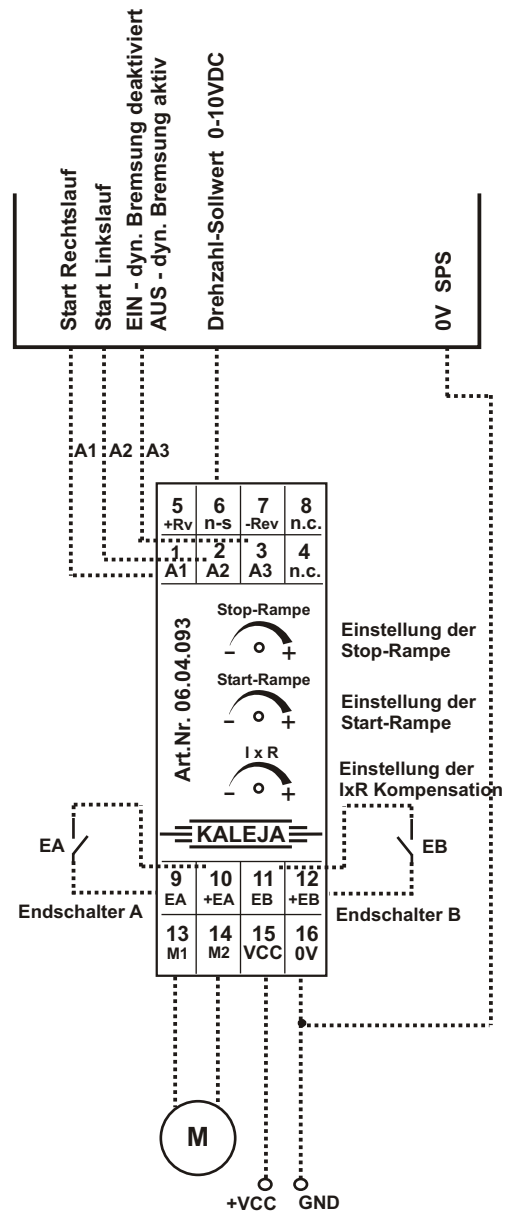 Start Rechtslauf
Start Linkslauf
EIN - dyn. Bremsung deaktiviert
AUS - dyn. Bremsung aktiv
Drehzahl-Sollwert 0-10VDC
0V SPS
A1 A2 A3
5 6 7 8
+Rv n-s -Rev n.c.
1 2 3 4
A1 A2 A3 n.c.
Art.Nr. 06.04.093
Stop-Rampe
- +
Einstellung der
Stop-Rampe
Start-Rampe
- +
Einstellung der
Start-Rampe
I x R
- +
Einstellung der
IxR Kompensation
KALEJA
EA
EB
9 10 11 12
EA +EA EB +EB
Endschalter A
Endschalter B
13 14 15 16
M1 M2 VCC 0V
M
+VCC GND